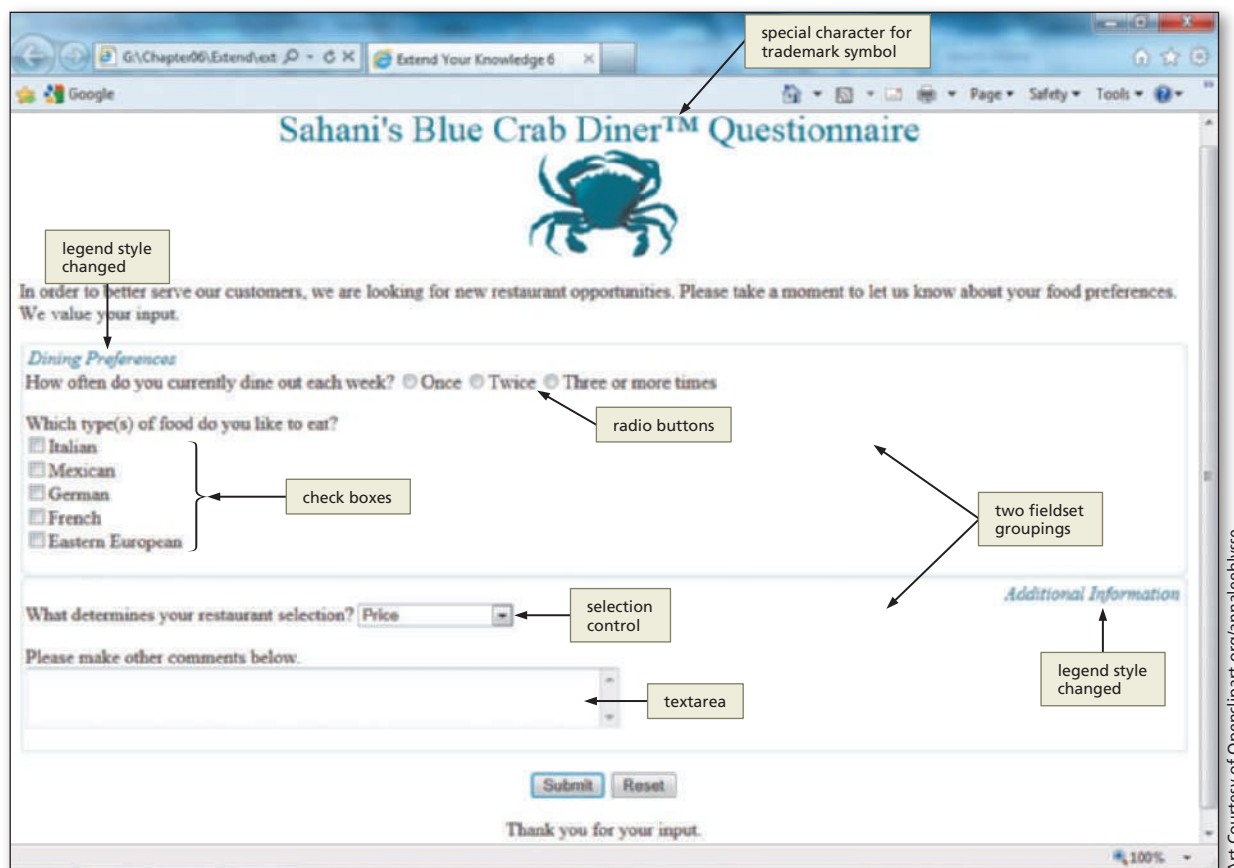 special character for
trademark symbol
G:\Chapter06\Extend\ext
Extend Your Knowledge 6
Google
Page
Safety
Tools
Sahani's Blue Crab Diner™ Questionnaire
legend style
changed
In order to better serve our customers, we are looking for new restaurant opportunities. Please take a moment to let us know about your food preferences.
We value your input.
Dining Preferences
How often do you currently dine out each week? Once Twice Three or more times
radio buttons
Which type(s) of food do you like to eat?
Italian
Mexican
German
French
Eastern European
check boxes
two fieldset
groupings
Additional Information
What determines your restaurant selection? Price
selection
control
legend style
changed
Please make other comments below.
textarea
Submit Reset
Thank you for your input.
100%
Art Courtesy of Openclipart.org/annaleeblysse